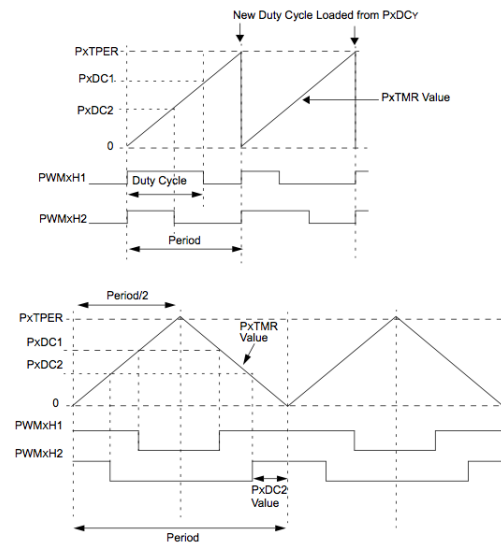 New Duty Cycle Loaded from PxDCY
PxTPER
PxDC1
PxTMR Value
PxDC2
0
PWMxH1
Duty Cycle
PWMxH2
Period
Period/2
PxTPER
PxTMR
Value
PxDC1
PxDC2
0
PWMxH1
PWMxH2
PxDC2
Value
Period